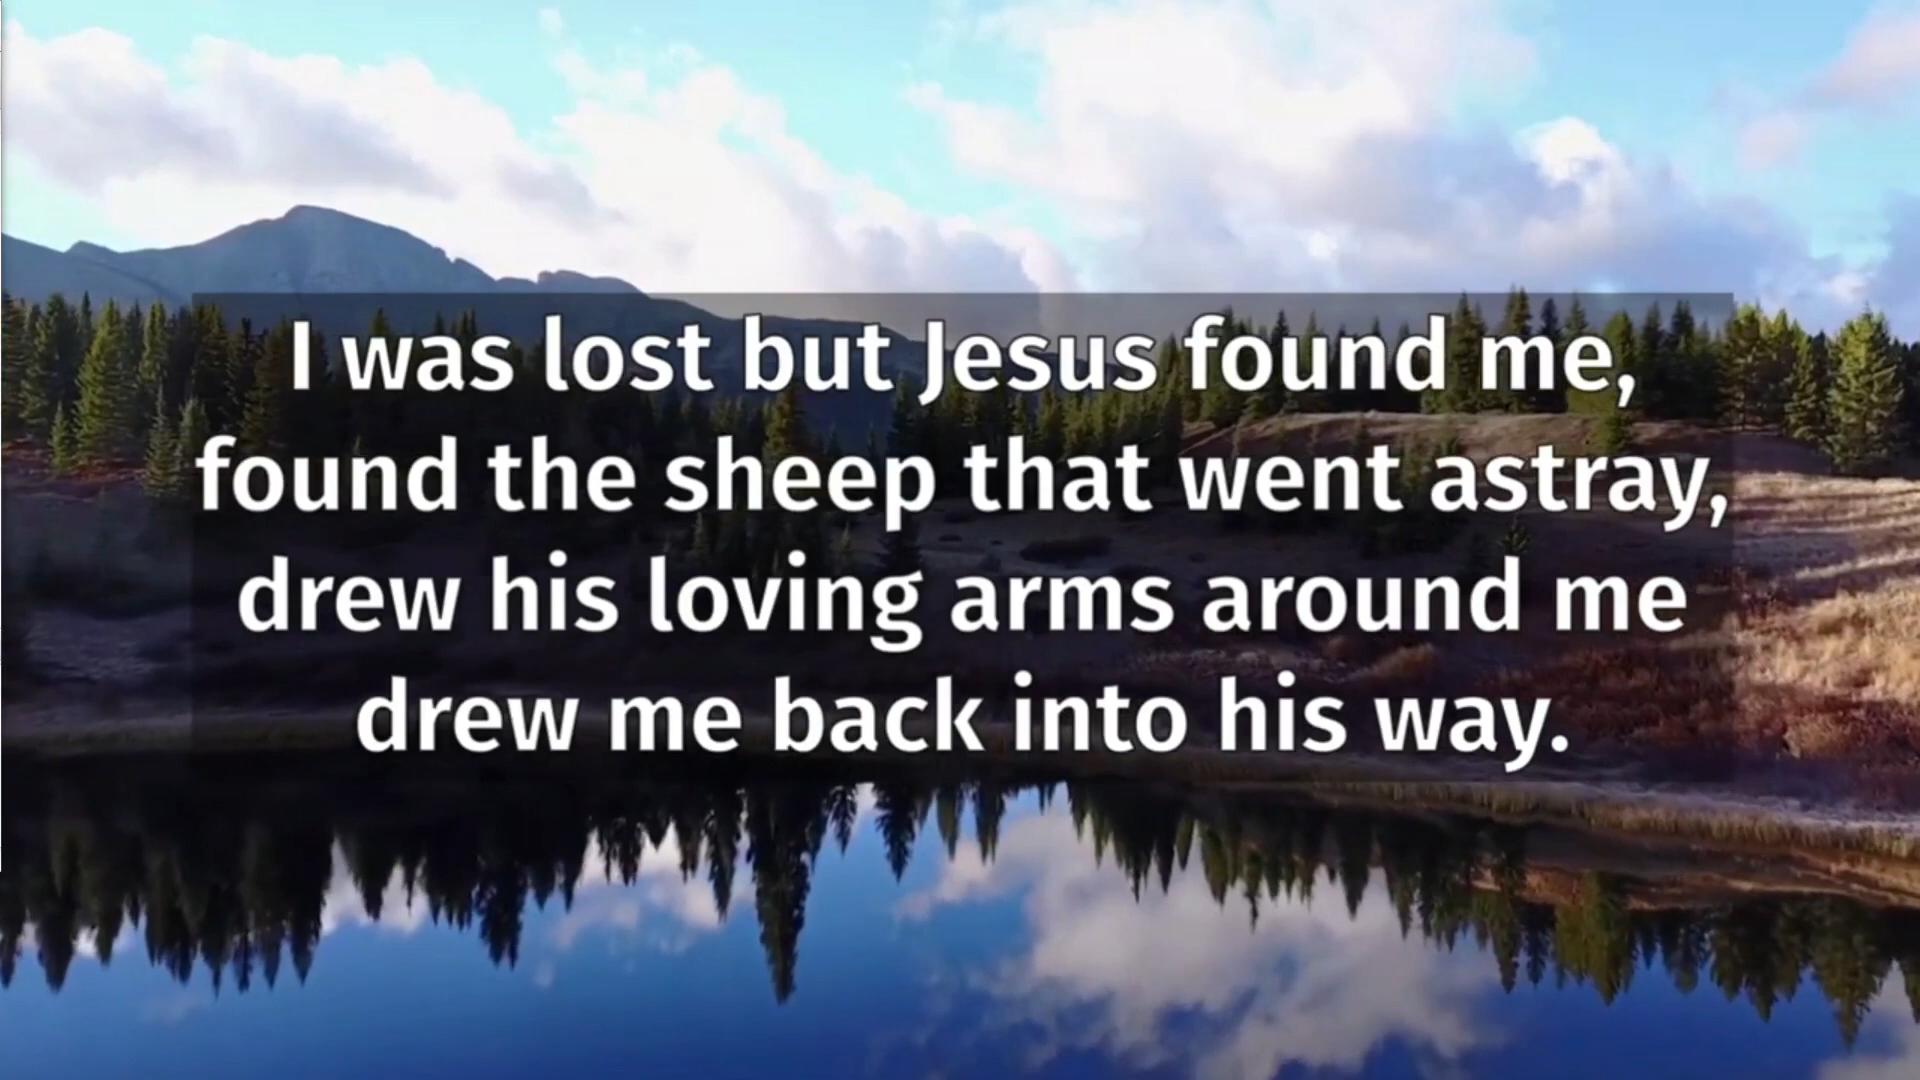 I was lost but Jesus found me,
found the sheep that went astray,
drew his loving arms around me
drew me back into his way.